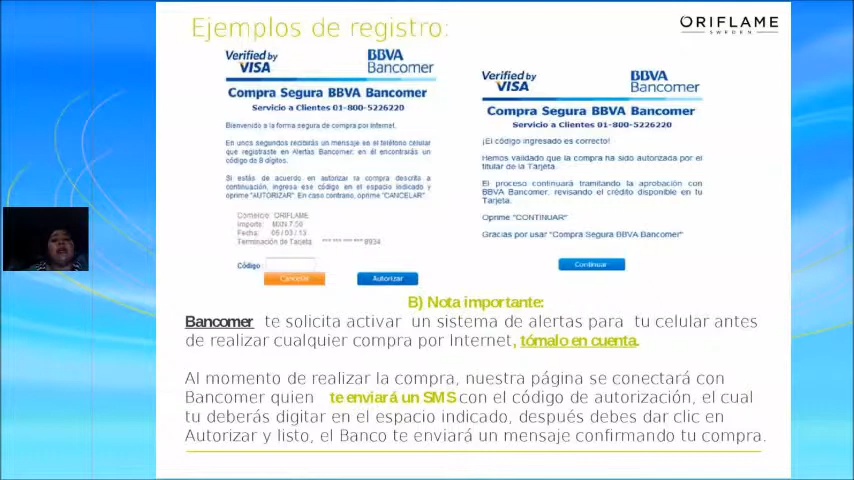 Ejemplos de registro:
ORIFLAME
SWEDEN
Verified by
VISA
BBVA
Bancomer
Compra Segura BBVA Bancomer
Servicio a Clientes 01-800-5226220
Bienvenido a la forma segura de compra por Internet.
En unos segundos recibirás un mensaje en el teléfono celular
que registraste en Alertas Bancomer; en él encontrarás un
código de 8 dígitos.
Si estás de acuerdo en autorizar la compra descrita a
continuación, ingresa ese código en el espacio indicado y
oprime "AUTORIZAR". En caso contrario, oprime "CANCELAR".
Comercio: ORIFLAME
Importe: MXN 7.50
Fecha: 05 / 03 / 13
Terminación de Tarjeta: *** *** *** *** 0934
Código :
Cancelar
Autorizar
Verified by
VISA
BBVA
Bancomer
Compra Segura BBVA Bancomer
Servicio a Clientes 01-800-5226220
¡El código ingresado es correcto!
Hemos validado que la compra ha sido autorizada por el
titular de la Tarjeta.
El proceso continuará tramitando la aprobación con
BBVA Bancomer, revisando el crédito disponible en tu
Tarjeta.
Oprime "CONTINUAR"
Gracias por usar "Compra Segura BBVA Bancomer"
Continuar
B) Nota importante:
Bancomer te solicita activar un sistema de alertas para tu celular antes
de realizar cualquier compra por Internet, tómalo en cuenta.
Al momento de realizar la compra, nuestra página se conectará con
Bancomer quien te enviará un SMS con el código de autorización, el cual
tu deberás digitar en el espacio indicado, después debes dar clic en
Autorizar y listo, el Banco te enviará un mensaje confirmando tu compra.